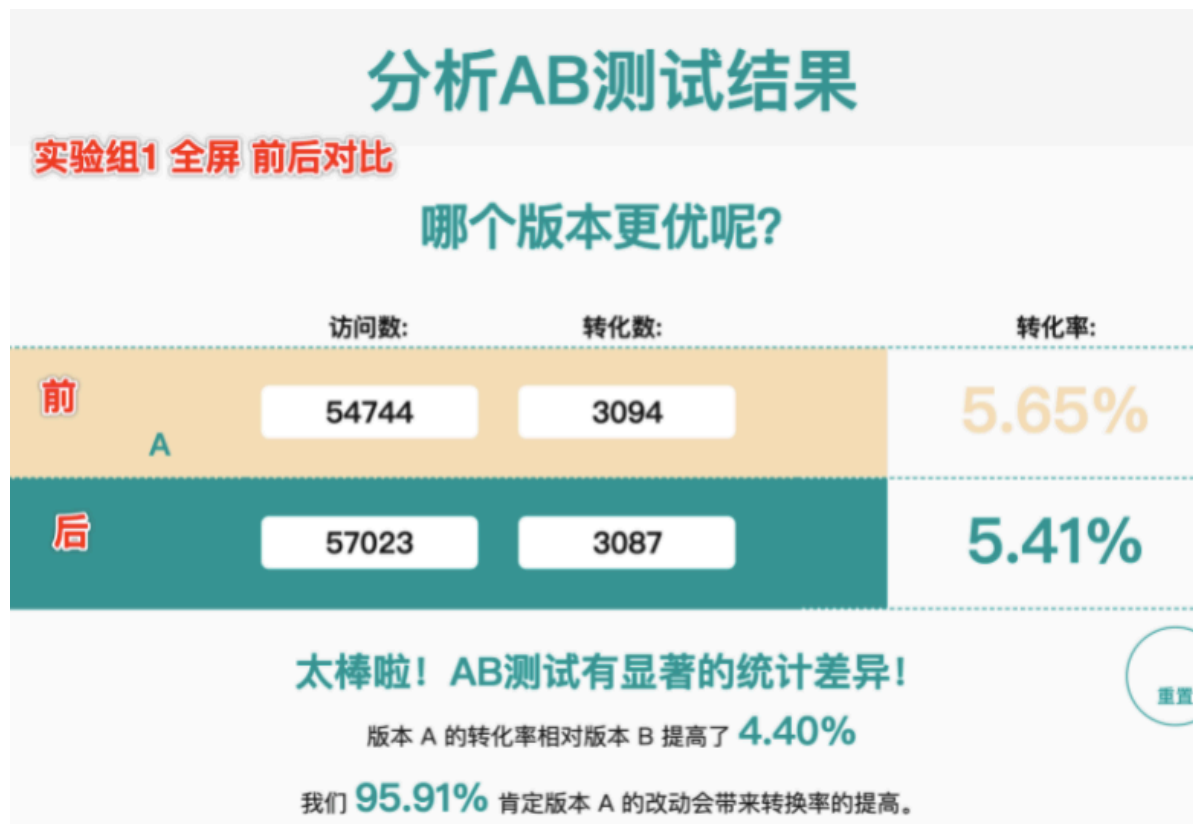 分析AB测试结果
实验组1 全屏 前后对比
哪个版本更优呢?
访问数: 转化数: 转化率:
前 A 54744 3094 5.65%
后 57023 3087 5.41%
太棒啦！AB测试有显著的统计差异！
重置
版本 A 的转化率相对版本 B 提高了 4.40%
我们 95.91% 肯定版本 A 的改动会带来转换率的提高。